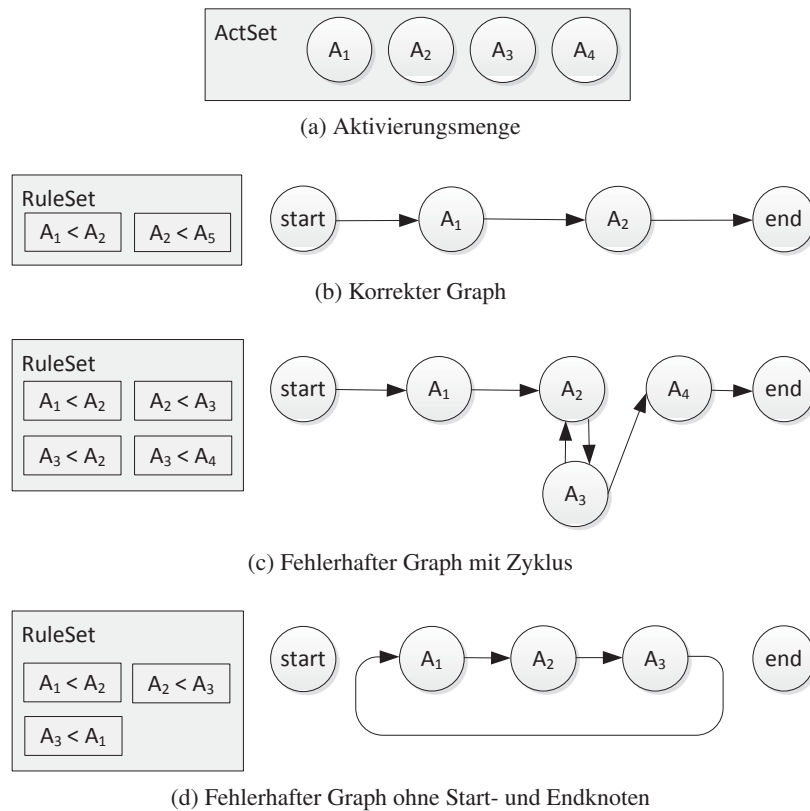 ActSet A₁ A₂ A₃ A₄
(a) Aktivierungsmenge
RuleSet
A₁ < A₂ A₂ < A₅
start A₁ A₂ end
(b) Korrekter Graph
RuleSet
A₁ < A₂ A₂ < A₃
A₃ < A₂ A₃ < A₄
start A₁ A₂ A₄ end
A₃
(c) Fehlerhafter Graph mit Zyklus
RuleSet
A₁ < A₂ A₂ < A₃
A₃ < A₁
start A₁ A₂ A₃ end
(d) Fehlerhafter Graph ohne Start- und Endknoten